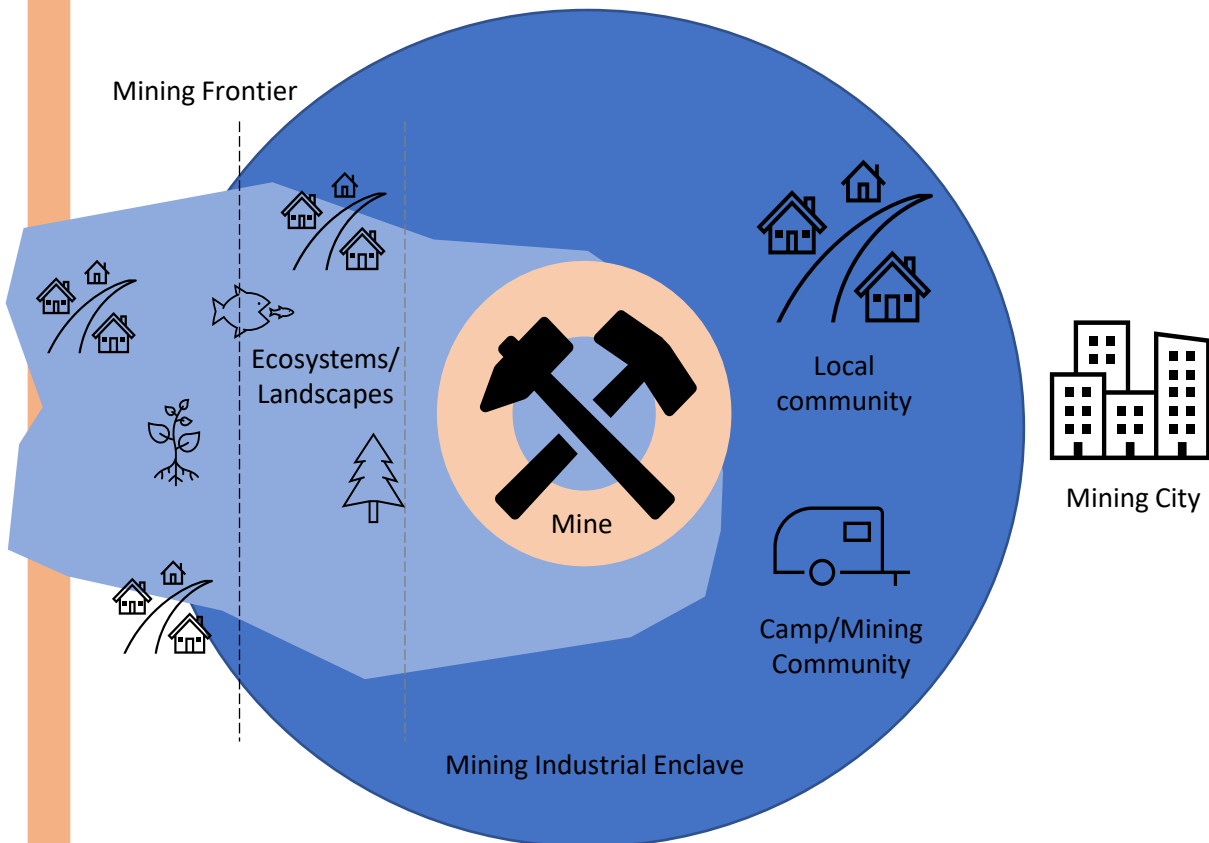 Mining Frontier
Ecosystems/
Landscapes
Mine
Local
community
Mining City
Camp/Mining
Community
Mining Industrial Enclave